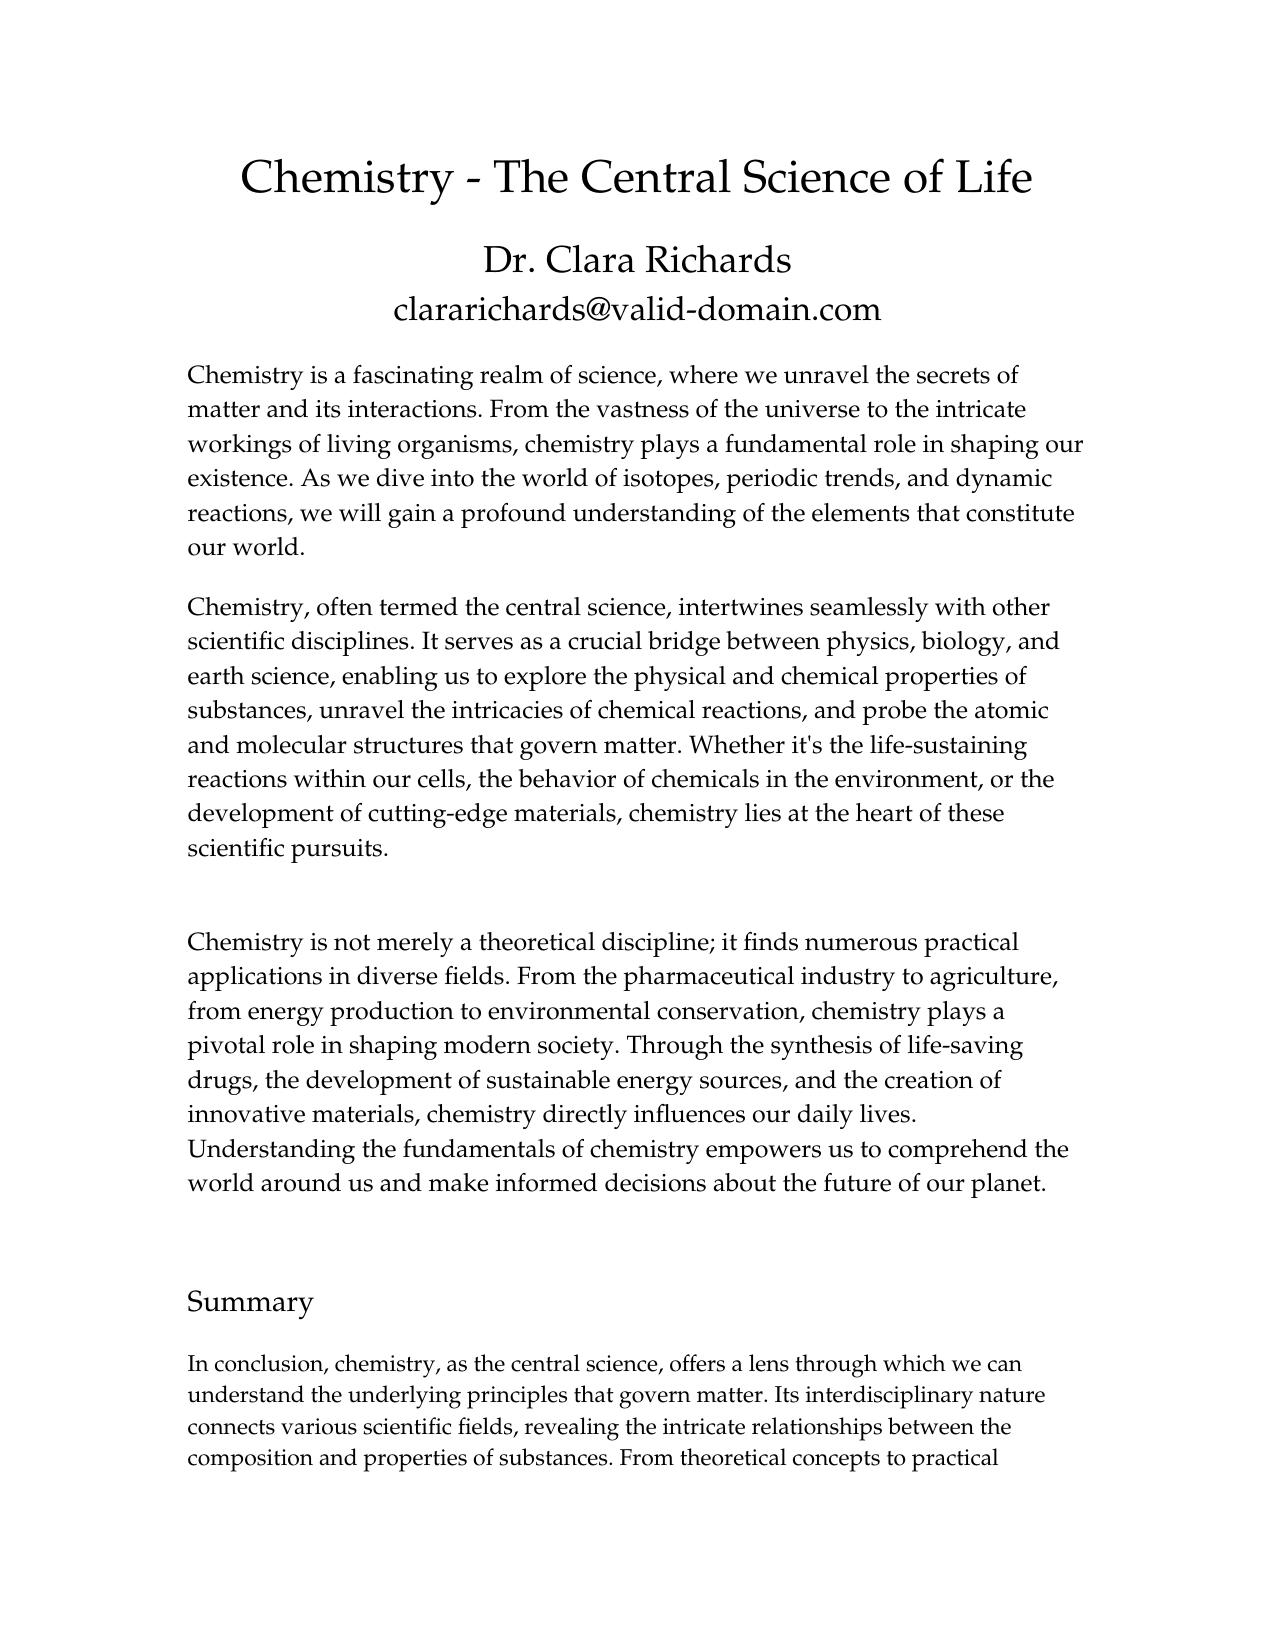 Chemistry - The Central Science of Life
Dr. Clara Richards
clararichards@valid-domain.com
Chemistry is a fascinating realm of science, where we unravel the secrets of
matter and its interactions. From the vastness of the universe to the intricate
workings of living organisms, chemistry plays a fundamental role in shaping our
existence. As we dive into the world of isotopes, periodic trends, and dynamic
reactions, we will gain a profound understanding of the elements that constitute
our world.
Chemistry, often termed the central science, intertwines seamlessly with other
scientific disciplines. It serves as a crucial bridge between physics, biology, and
earth science, enabling us to explore the physical and chemical properties of
substances, unravel the intricacies of chemical reactions, and probe the atomic
and molecular structures that govern matter. Whether it's the life-sustaining
reactions within our cells, the behavior of chemicals in the environment, or the
development of cutting-edge materials, chemistry lies at the heart of these
scientific pursuits.
Chemistry is not merely a theoretical discipline; it finds numerous practical
applications in diverse fields. From the pharmaceutical industry to agriculture,
from energy production to environmental conservation, chemistry plays a
pivotal role in shaping modern society. Through the synthesis of life-saving
drugs, the development of sustainable energy sources, and the creation of
innovative materials, chemistry directly influences our daily lives.
Understanding the fundamentals of chemistry empowers us to comprehend the
world around us and make informed decisions about the future of our planet.
Summary
In conclusion, chemistry, as the central science, offers a lens through which we can
understand the underlying principles that govern matter. Its interdisciplinary nature
connects various scientific fields, revealing the intricate relationships between the
composition and properties of substances. From theoretical concepts to practical